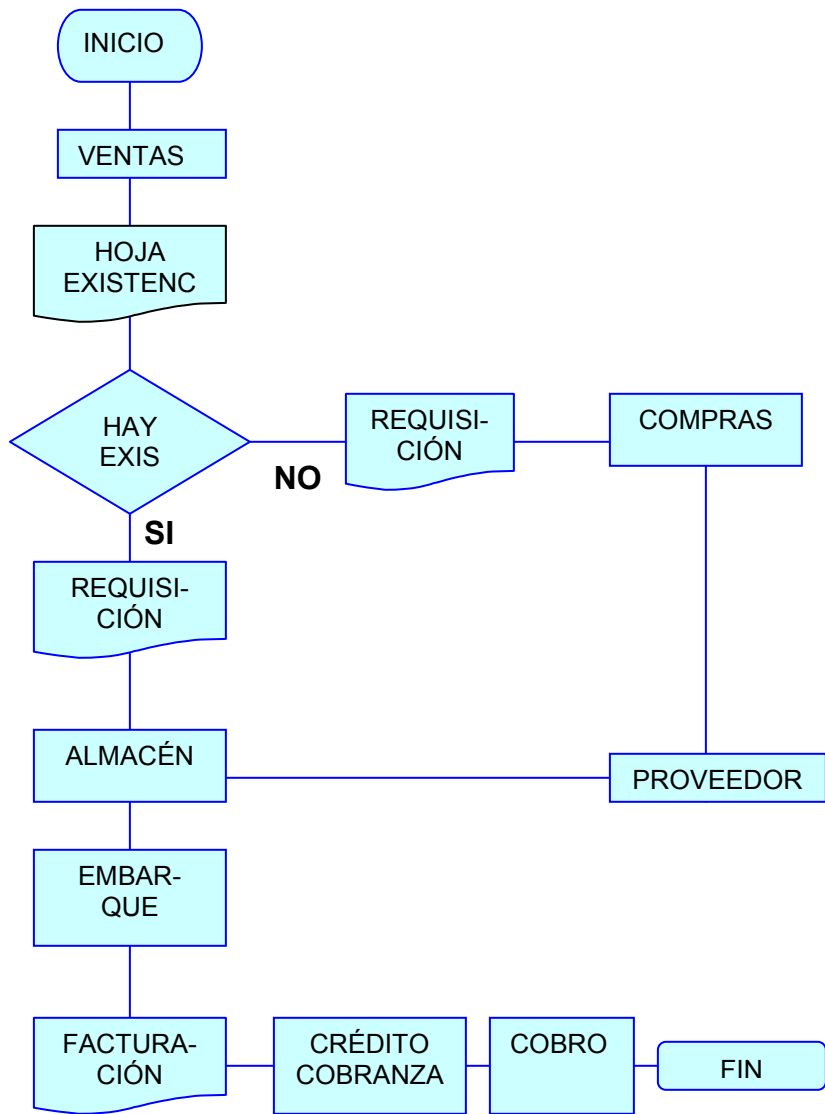 INICIO
VENTAS
HOJA
EXISTENC
HAY
EXIS
NO
REQUISI-
CIÓN
COMPRAS
SI
REQUISI-
CIÓN
ALMACÉN
PROVEEDOR
EMBAR-
QUE
FACTURA-
CIÓN
CRÉDITO
COBRANZA
COBRO
FIN